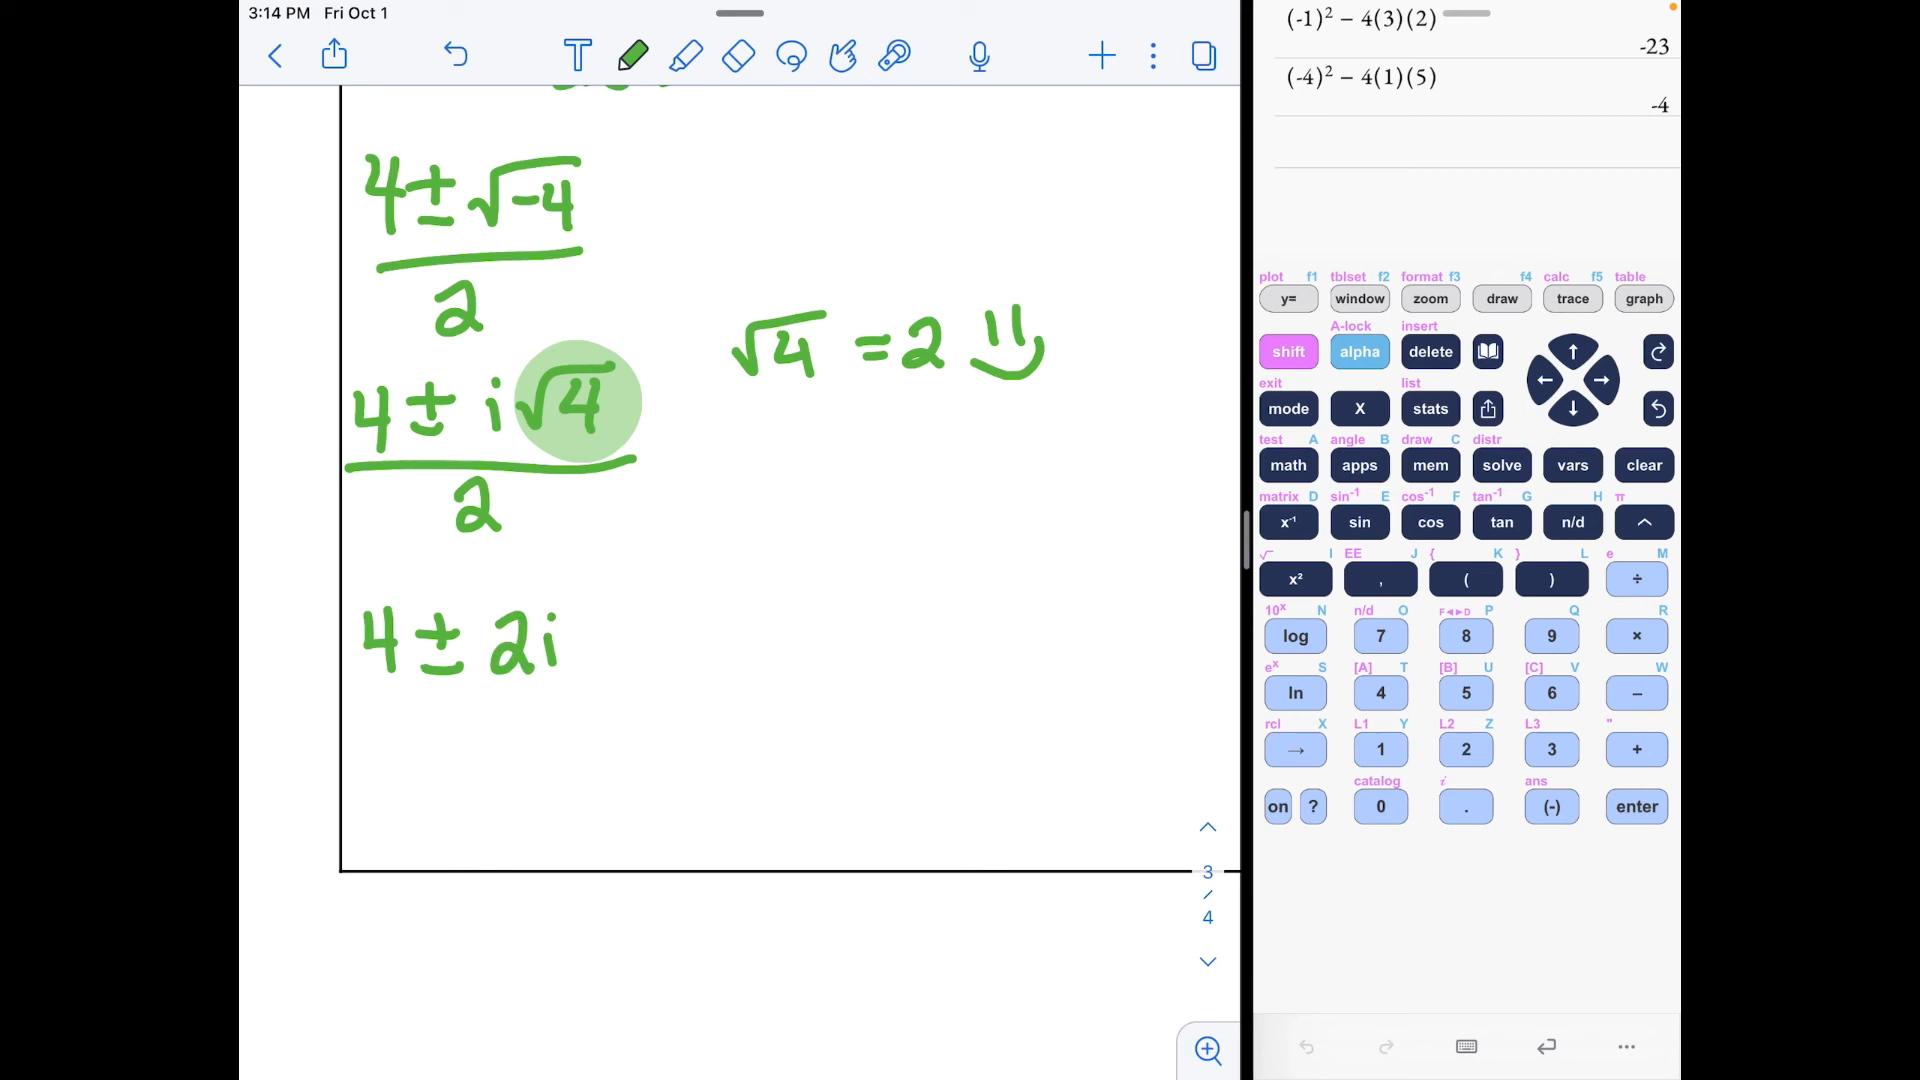 3:14 PM Fri Oct 1
T
4 ± √-4
2
4 ± i√4
2
√4 = 2
4 ± 2i
3
/
4
(-1)² − 4(3)(2)
-23
(-4)² − 4(1)(5)
-4
plot f1 tblset f2 format f3 f4 calc f5 table
y= window zoom draw trace graph
A-lock insert
shift alpha delete
exit list
mode X stats
test A angle B draw C distr
math apps mem solve vars clear
matrix D sin⁻¹ E cos⁻¹ F tan⁻¹ G H π
x⁻¹ sin cos tan n/d ^
√ I EE J { K } L e M
x² , ( ) ÷
10ˣ N n/d O F◄►D P Q R
log 7 8 9 ×
eˣ S [A] T [B] U [C] V W
ln 4 5 6 −
rcl X L1 Y L2 Z L3 "
→ 1 2 3 +
catalog i ans
on ? 0 . (-) enter